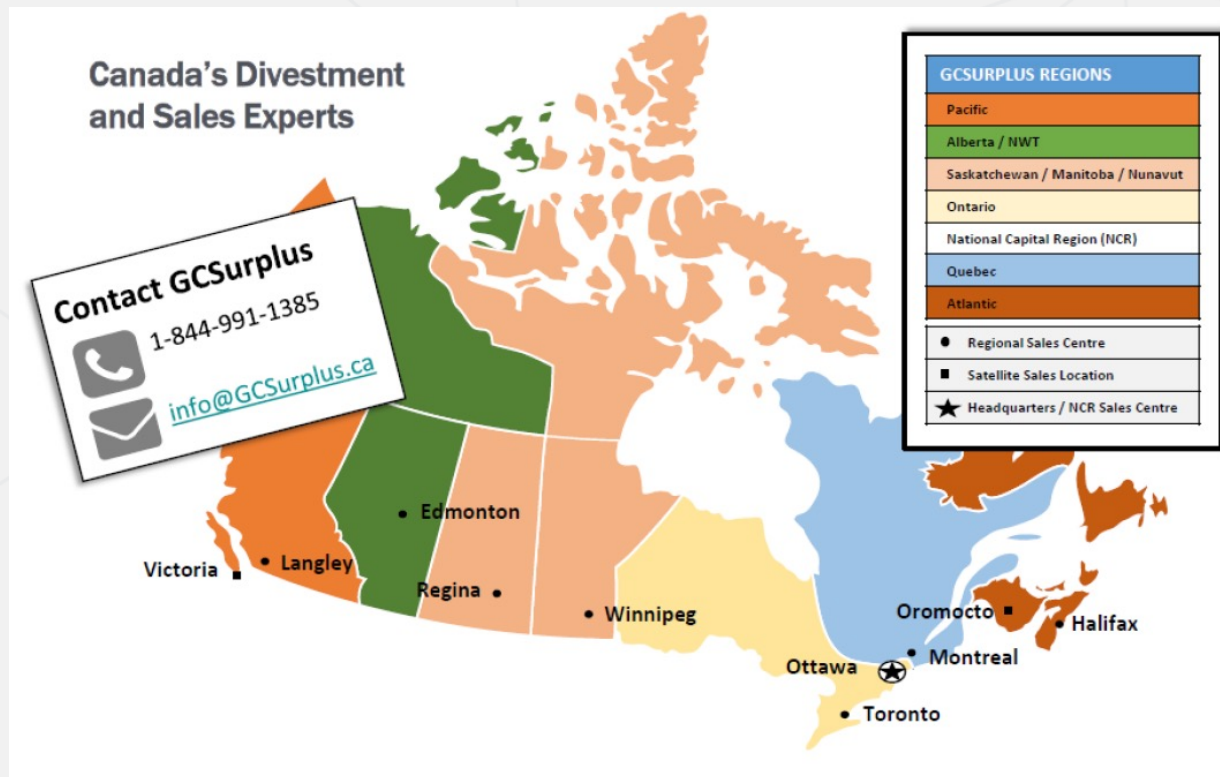 Canada's Divestment
and Sales Experts
GCSURPLUS REGIONS
Pacific
Alberta / NWT
Saskatchewan / Manitoba / Nunavut
Ontario
National Capital Region (NCR)
Quebec
Atlantic
Regional Sales Centre
Satellite Sales Location
Headquarters / NCR Sales Centre
Contact GCSurplus
1-844-991-1385
info@GCSurplus.ca
Edmonton
Victoria
Langley
Regina
Winnipeg
Oromocto
Halifax
Ottawa
Montreal
Toronto